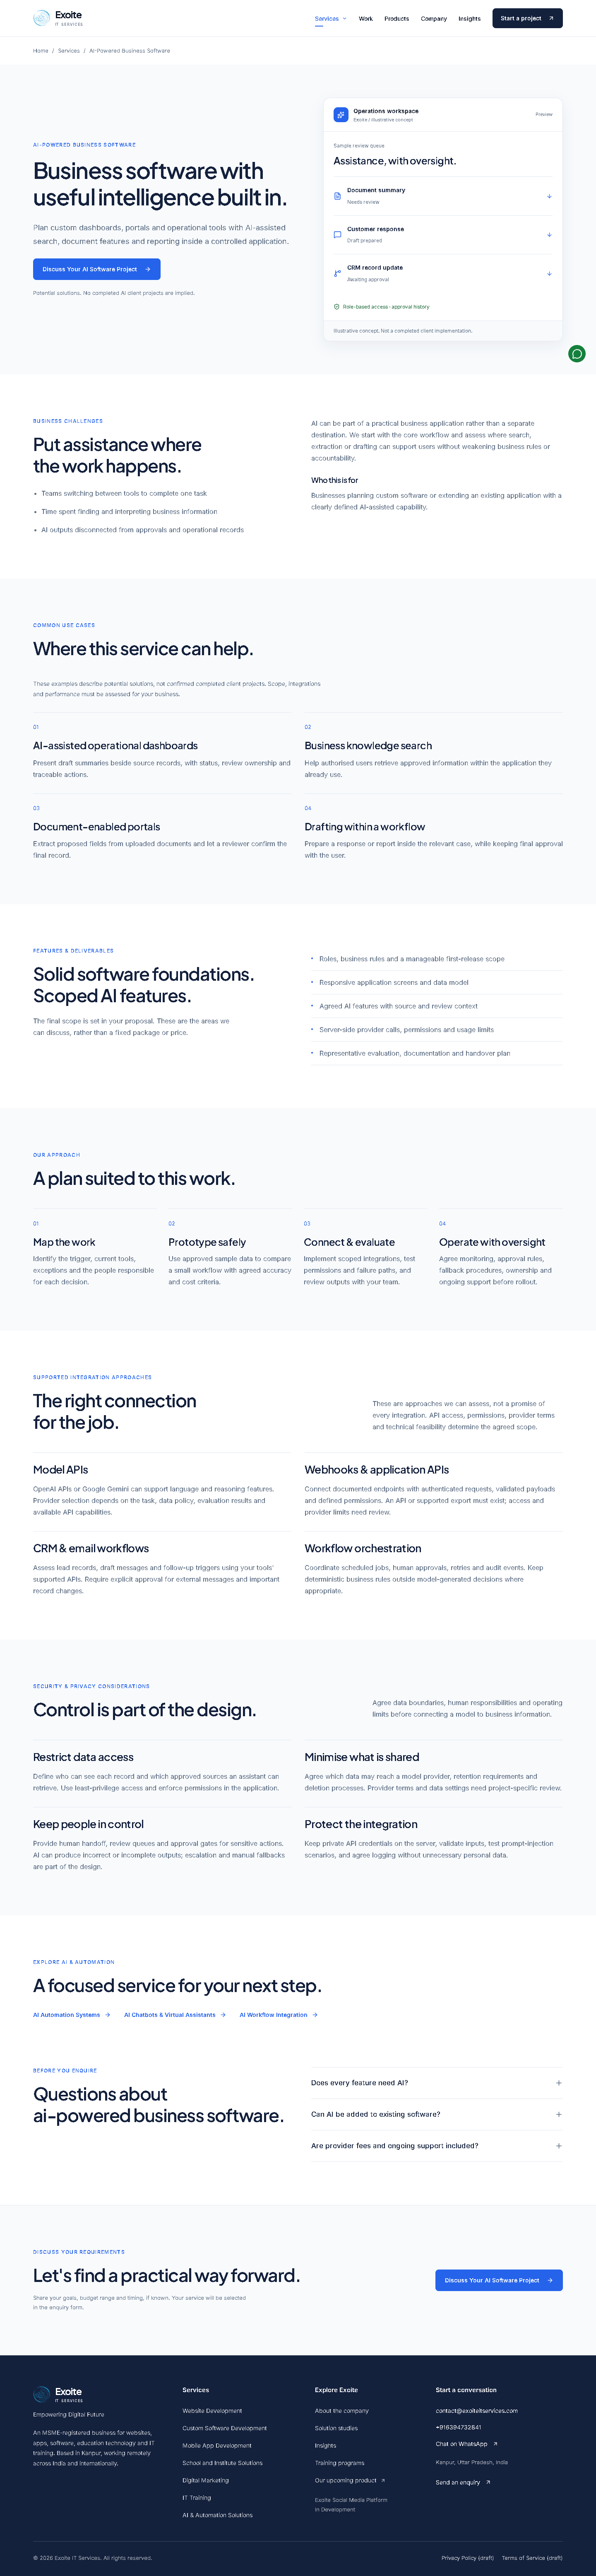 Exoite
IT SERVICES
Services
Work
Products
Company
Insights
Start a project
Home / Services / AI-Powered Business Software
AI-POWERED BUSINESS SOFTWARE
Business software with
useful intelligence built in.
Plan custom dashboards, portals and operational tools with AI-assisted
search, document features and reporting inside a controlled application.
Discuss Your AI Software Project
Potential solutions. No completed AI client projects are implied.
Operations workspace
Exoite / illustrative concept
Preview
Sample review queue
Assistance, with oversight.
Document summary
Needs review
Customer response
Draft prepared
CRM record update
Awaiting approval
Role-based access · approval history
Illustrative concept. Not a completed client implementation.
BUSINESS CHALLENGES
Put assistance where
the work happens.
Teams switching between tools to complete one task
Time spent finding and interpreting business information
AI outputs disconnected from approvals and operational records
AI can be part of a practical business application rather than a separate
destination. We start with the core workflow and assess where search,
extraction or drafting can support users without weakening business rules or
accountability.
Who this is for
Businesses planning custom software or extending an existing application with a
clearly defined AI-assisted capability.
COMMON USE CASES
Where this service can help.
These examples describe potential solutions, not confirmed completed client projects. Scope, integrations
and performance must be assessed for your business.
01
AI-assisted operational dashboards
Present draft summaries beside source records, with status, review ownership and
traceable actions.
02
Business knowledge search
Help authorised users retrieve approved information within the application they
already use.
03
Document-enabled portals
Extract proposed fields from uploaded documents and let a reviewer confirm the
final record.
04
Drafting within a workflow
Prepare a response or report inside the relevant case, while keeping final approval
with the user.
FEATURES & DELIVERABLES
Solid software foundations.
Scoped AI features.
The final scope is set in your proposal. These are the areas we
can discuss, rather than a fixed package or price.
Roles, business rules and a manageable first-release scope
Responsive application screens and data model
Agreed AI features with source and review context
Server-side provider calls, permissions and usage limits
Representative evaluation, documentation and handover plan
OUR APPROACH
A plan suited to this work.
01
Map the work
Identify the trigger, current tools,
exceptions and the people responsible
for each decision.
02
Prototype safely
Use approved sample data to compare
a small workflow with agreed accuracy
and cost criteria.
03
Connect & evaluate
Implement scoped integrations, test
permissions and failure paths, and
review outputs with your team.
04
Operate with oversight
Agree monitoring, approval rules,
fallback procedures, ownership and
ongoing support before rollout.
SUPPORTED INTEGRATION APPROACHES
The right connection
for the job.
These are approaches we can assess, not a promise of
every integration. API access, permissions, provider terms
and technical feasibility determine the agreed scope.
Model APIs
OpenAI APIs or Google Gemini can support language and reasoning features.
Provider selection depends on the task, data policy, evaluation results and
available API capabilities.
Webhooks & application APIs
Connect documented endpoints with authenticated requests, validated payloads
and defined permissions. An API or supported export must exist; access and
provider limits need review.
CRM & email workflows
Assess lead records, draft messages and follow-up triggers using your tools'
supported APIs. Require explicit approval for external messages and important
record changes.
Workflow orchestration
Coordinate scheduled jobs, human approvals, retries and audit events. Keep
deterministic business rules outside model-generated decisions where
appropriate.
SECURITY & PRIVACY CONSIDERATIONS
Control is part of the design.
Agree data boundaries, human responsibilities and operating
limits before connecting a model to business information.
Restrict data access
Define who can see each record and which approved sources an assistant can
retrieve. Use least-privilege access and enforce permissions in the application.
Minimise what is shared
Agree which data may reach a model provider, retention requirements and
deletion processes. Provider terms and data settings need project-specific review.
Keep people in control
Provide human handoff, review queues and approval gates for sensitive actions.
AI can produce incorrect or incomplete outputs; escalation and manual fallbacks
are part of the design.
Protect the integration
Keep private API credentials on the server, validate inputs, test prompt-injection
scenarios, and agree logging without unnecessary personal data.
EXPLORE AI & AUTOMATION
A focused service for your next step.
AI Automation Systems
AI Chatbots & Virtual Assistants
AI Workflow Integration
BEFORE YOU ENQUIRE
Questions about
ai-powered business software.
Does every feature need AI?
Can AI be added to existing software?
Are provider fees and ongoing support included?
DISCUSS YOUR REQUIREMENTS
Let's find a practical way forward.
Share your goals, budget range and timing, if known. Your service will be selected
in the enquiry form.
Discuss Your AI Software Project
Exoite
IT SERVICES
Empowering Digital Future
An MSME-registered business for websites,
apps, software, education technology and IT
training. Based in Kanpur, working remotely
across India and internationally.
Services
Website Development
Custom Software Development
Mobile App Development
School and Institute Solutions
Digital Marketing
IT Training
AI & Automation Solutions
Explore Exoite
About the company
Solution studies
Insights
Training programs
Our upcoming product
Exoite Social Media Platform
In Development
Start a conversation
contact@exoiteitservices.com
+916394732841
Chat on WhatsApp
Kanpur, Uttar Pradesh, India
Send an enquiry
© 2026 Exoite IT Services. All rights reserved.
Privacy Policy (draft)
Terms of Service (draft)